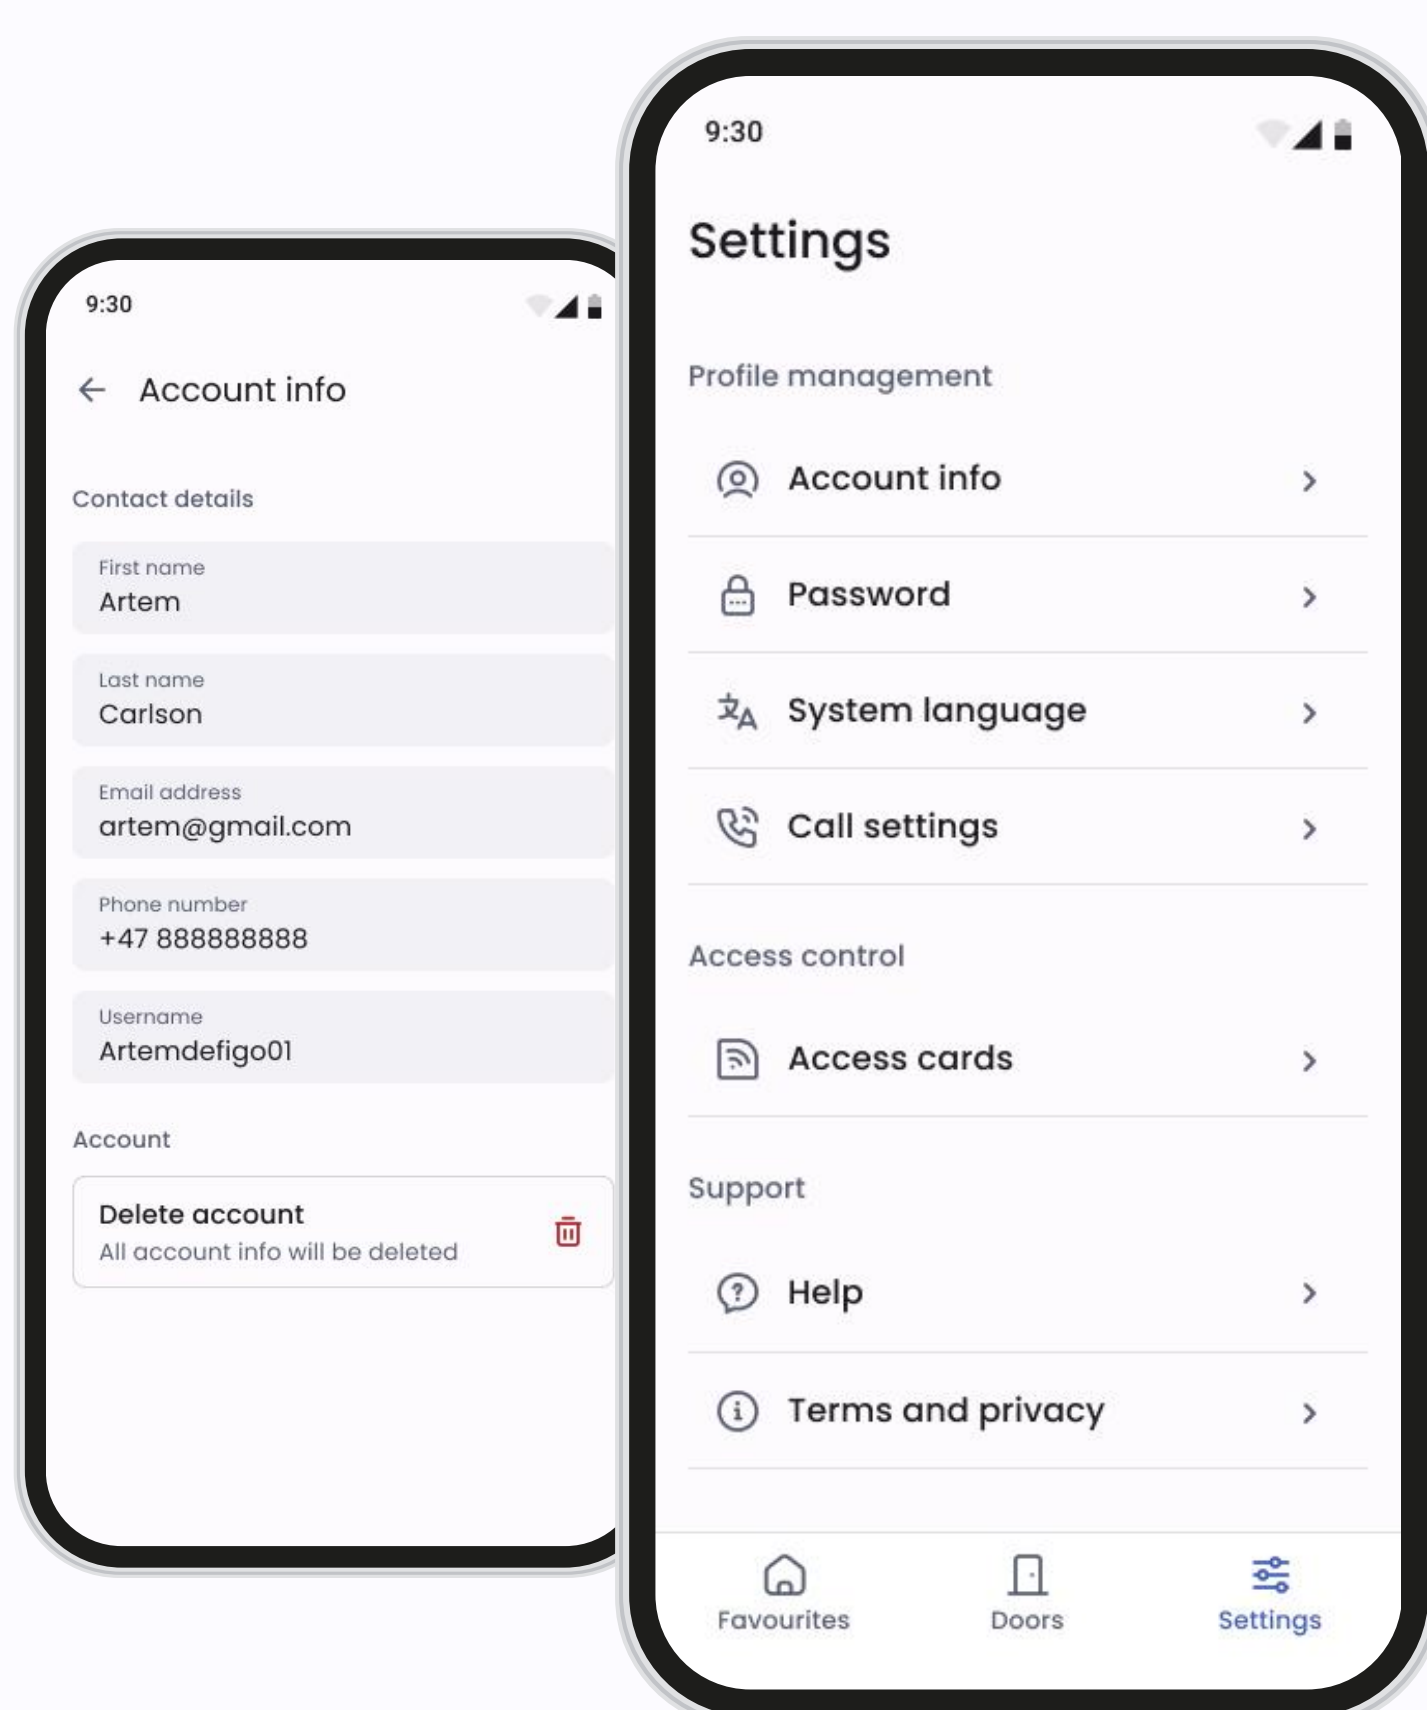 9:30
Account info
Contact details
First name
Artem
Last name
Carlson
Email address
artem@gmail.com
Phone number
+47 888888888
Username
Artemdefigo01
Account
Delete account
All account info will be deleted
9:30
Settings
Profile management
Account info
Password
System language
Call settings
Access control
Access cards
Support
Help
Terms and privacy
Favourites
Doors
Settings